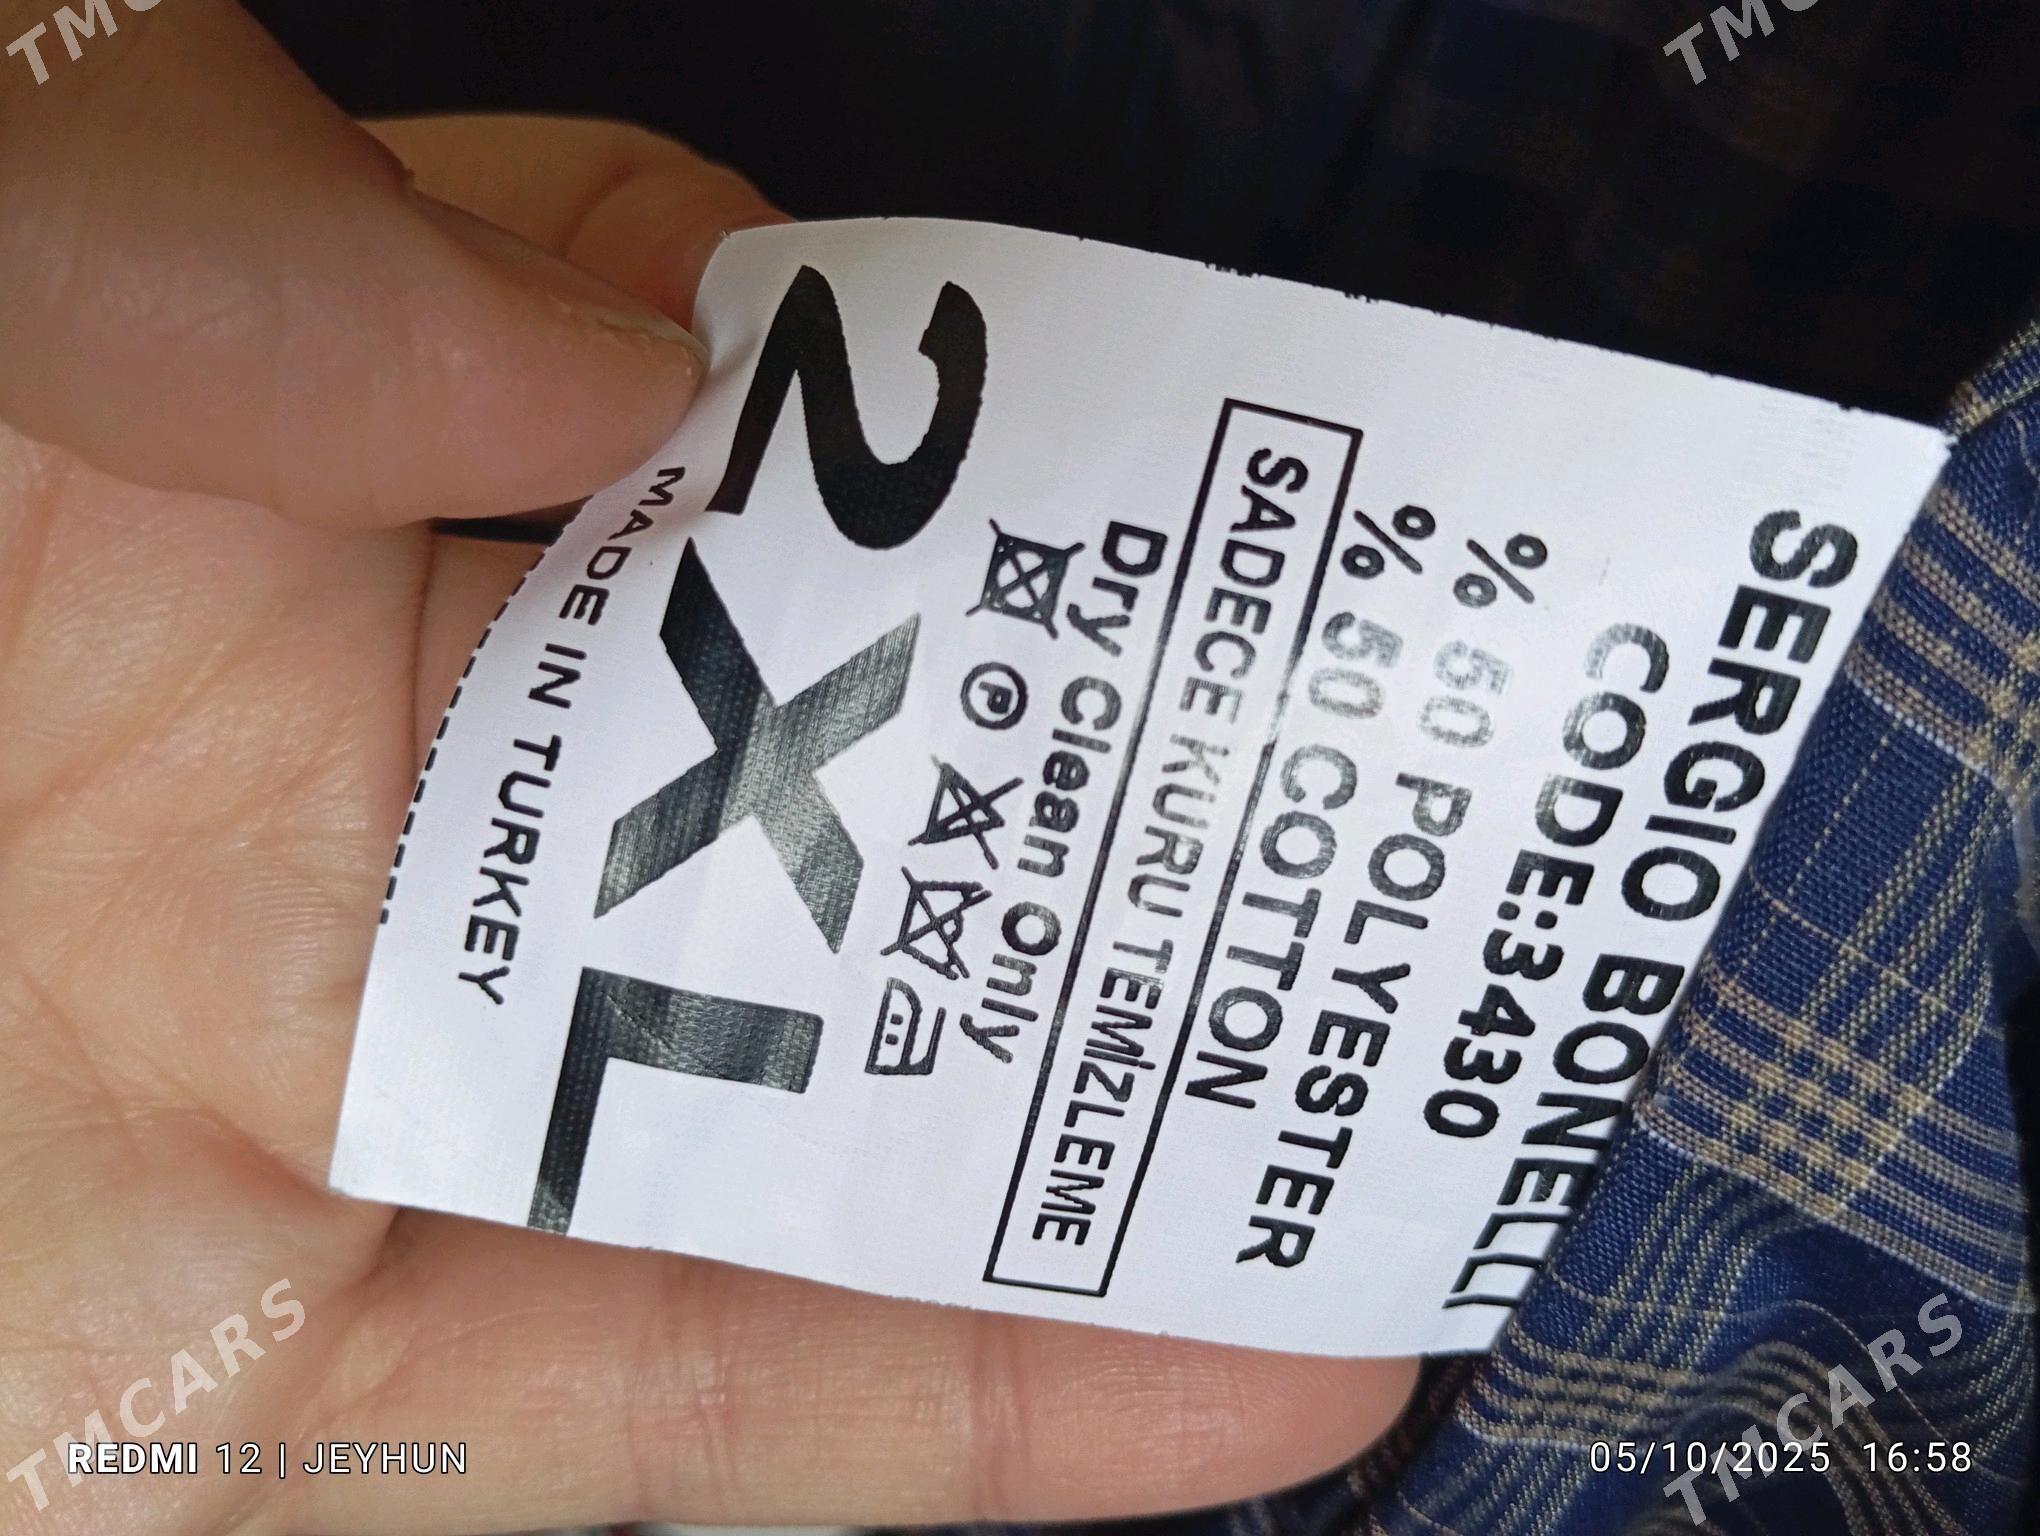 SERGIO BONELLI
CODE:3430
% 50 POLYESTER
% 50 COTTON
SADECE KURU TEMİZLEME
Dry Clean Only
P
2XL
MADE IN TURKEY
REDMI 12 | JEYHUN
05/10/2025 16:58
TMCARS
TMCARS
TMCARS
TMCARS